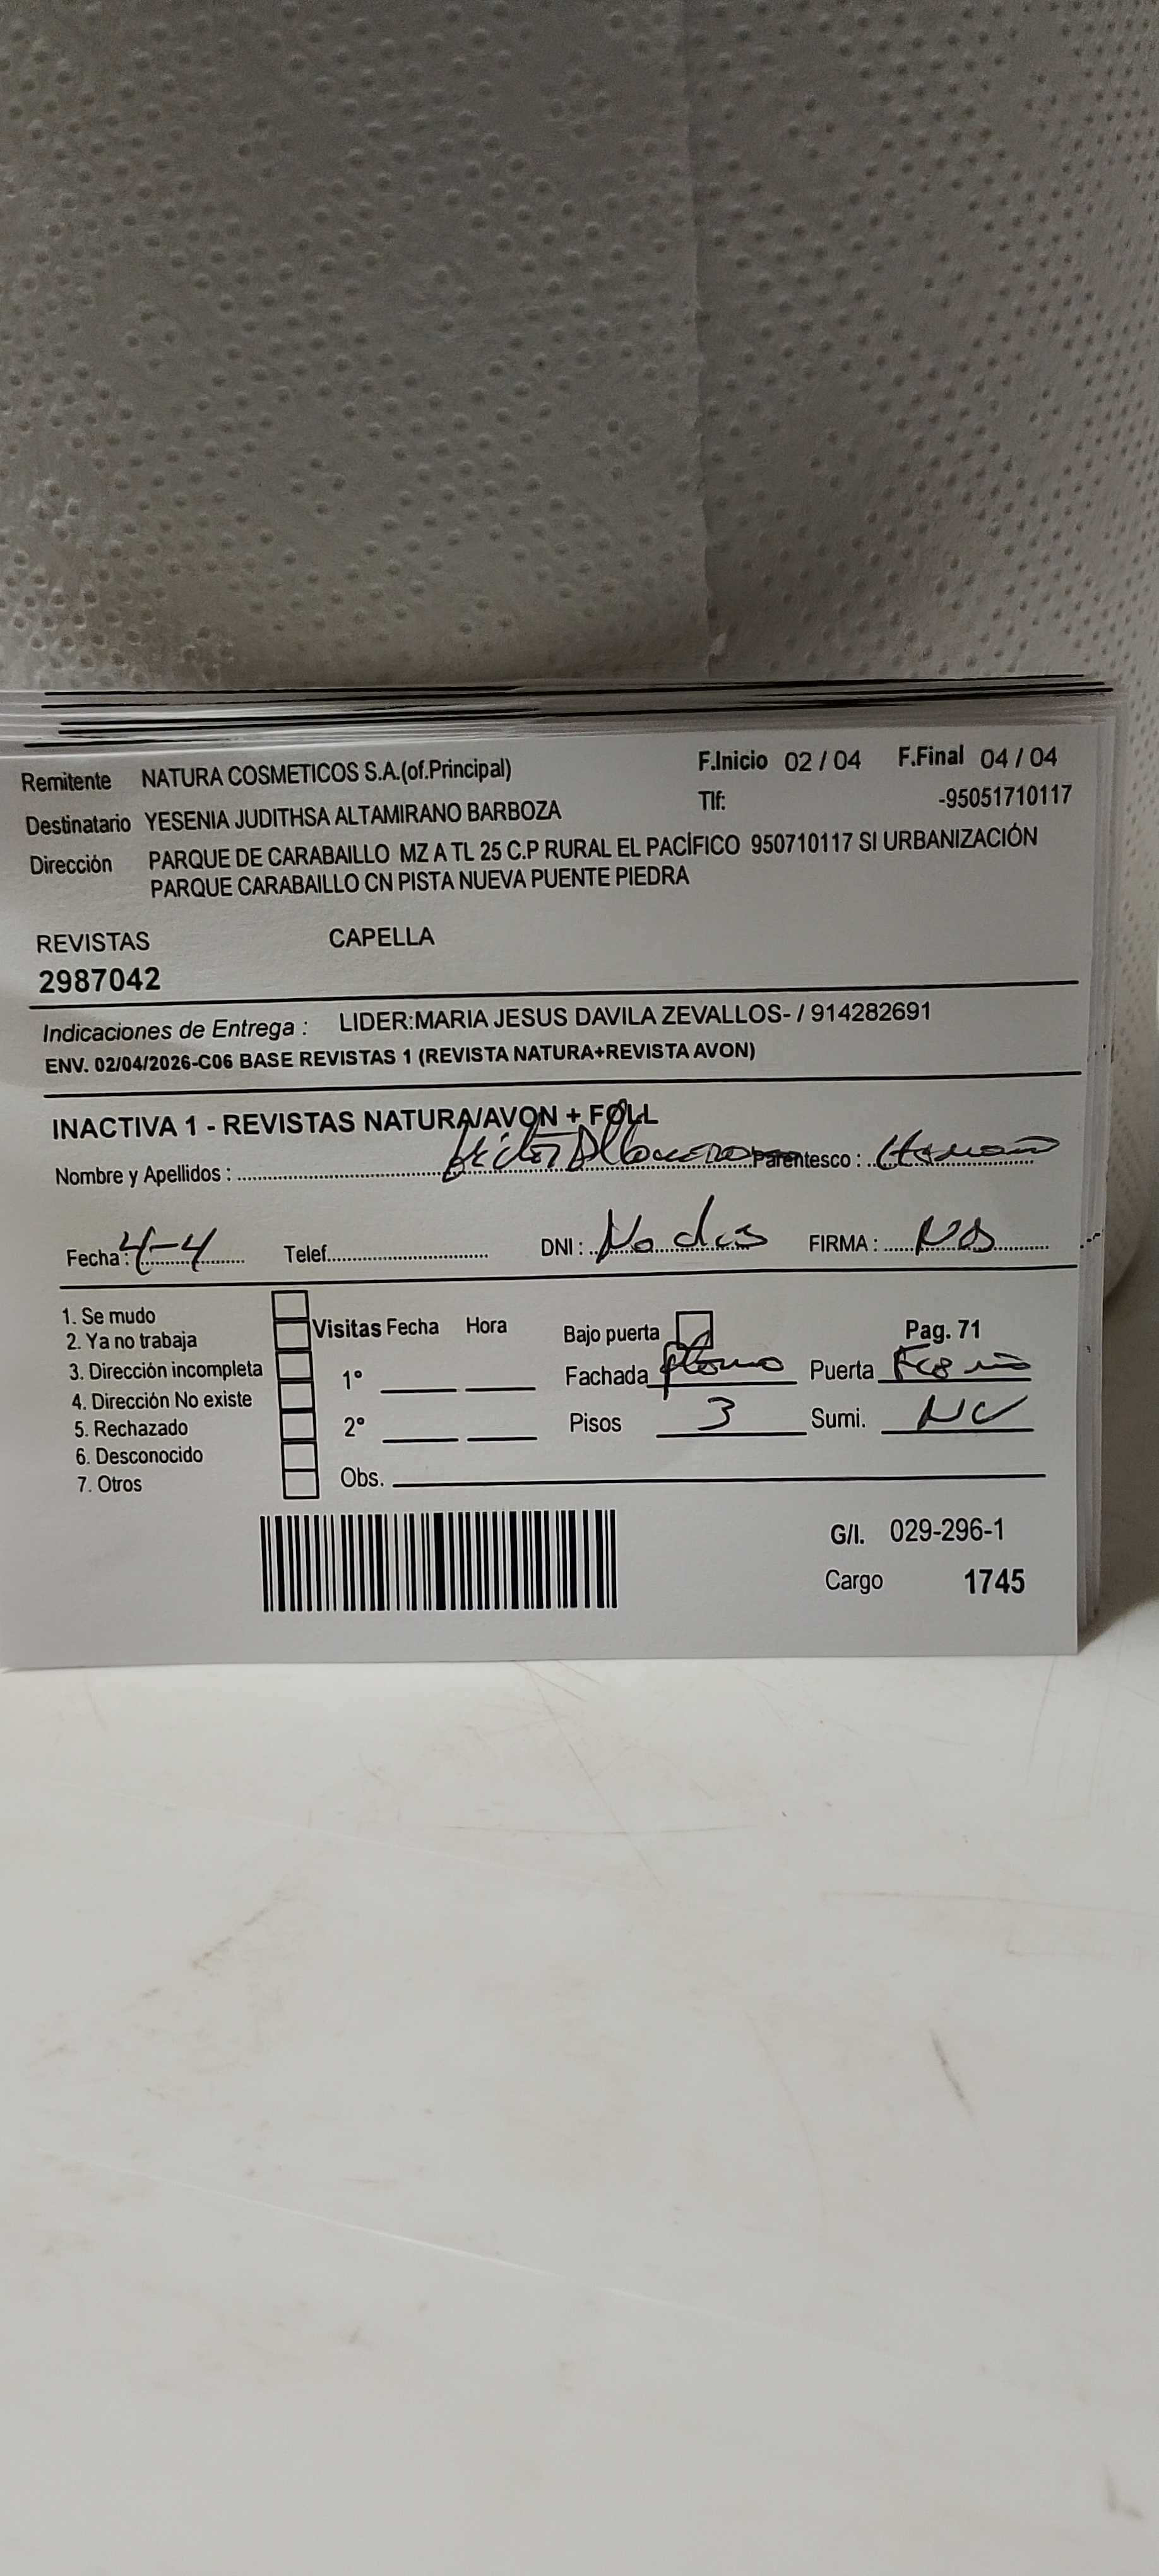 Remitente NATURA COSMETICOS S.A.(of.Principal) F.Inicio 02 / 04 F.Final 04 / 04
Destinatario YESENIA JUDITHSA ALTAMIRANO BARBOZA Tlf: -95051710117
Dirección PARQUE DE CARABAILLO MZ A TL 25 C.P RURAL EL PACÍFICO 950710117 SI URBANIZACIÓN
PARQUE CARABAILLO CN PISTA NUEVA PUENTE PIEDRA
REVISTAS CAPELLA
2987042
Indicaciones de Entrega : LIDER:MARIA JESUS DAVILA ZEVALLOS- / 914282691
ENV. 02/04/2026-C06 BASE REVISTAS 1 (REVISTA NATURA+REVISTA AVON)
INACTIVA 1 - REVISTAS NATURA/AVON + FOLL
Nombre y Apellidos : Parentesco :
Fecha : 4-4 Telef. DNI : No FIRMA :
1. Se mudo
2. Ya no trabaja Visitas Fecha Hora Bajo puerta Pag. 71
3. Dirección incompleta 1° Fachada plomo Puerta
4. Dirección No existe
5. Rechazado 2° Pisos 3 Sumi.
6. Desconocido
7. Otros Obs.
G/I. 029-296-1
Cargo 1745